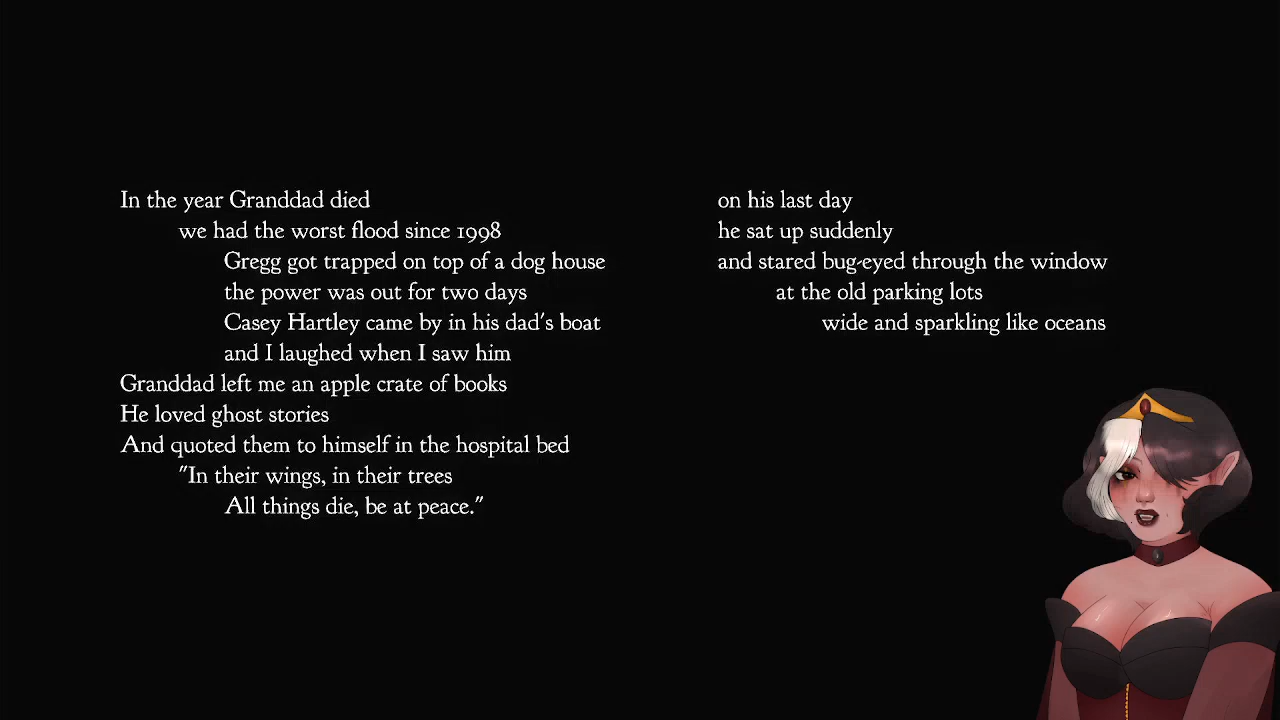 In the year Granddad died
we had the worst flood since 1998
Gregg got trapped on top of a dog house
the power was out for two days
Casey Hartley came by in his dad's boat
and I laughed when I saw him
Granddad left me an apple crate of books
He loved ghost stories
And quoted them to himself in the hospital bed
"In their wings, in their trees
All things die, be at peace."
on his last day
he sat up suddenly
and stared bug-eyed through the window
at the old parking lots
wide and sparkling like oceans